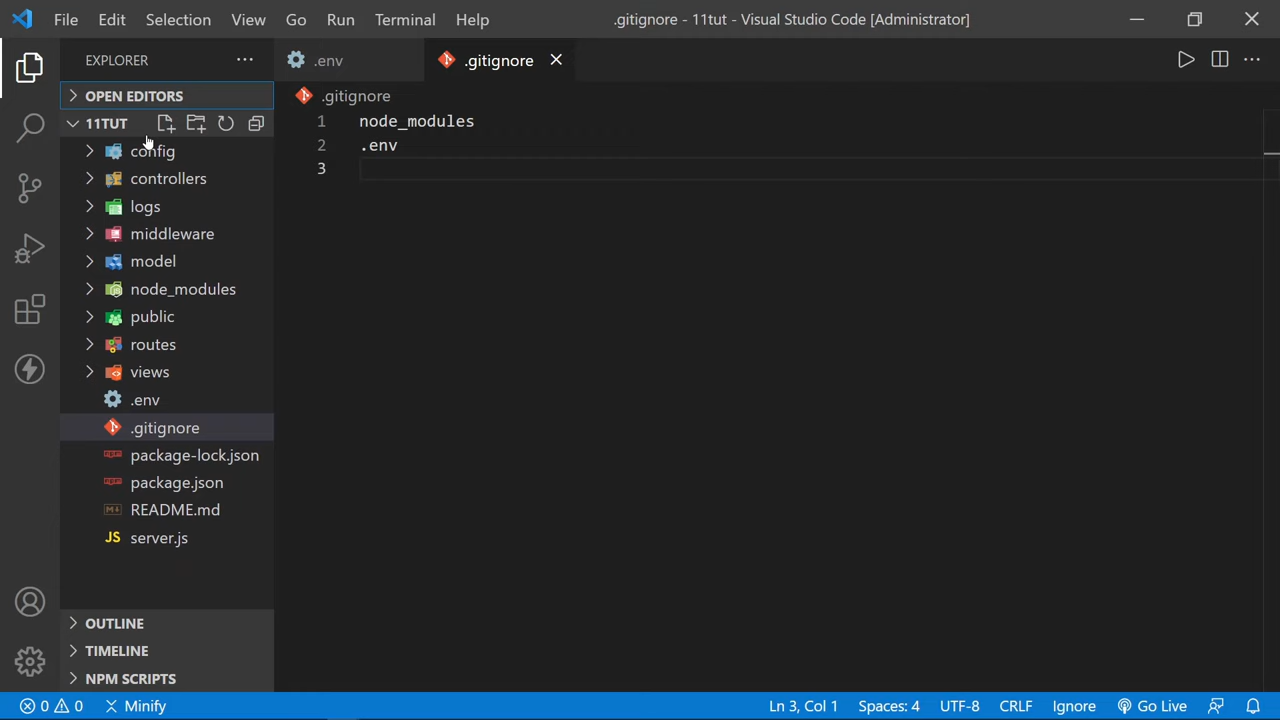 File Edit Selection View Go Run Terminal Help
.gitignore - 11tut - Visual Studio Code [Administrator]
EXPLORER
OPEN EDITORS
11TUT
config
controllers
logs
middleware
model
node_modules
public
routes
views
.env
.gitignore
package-lock.json
package.json
README.md
JS server.js
OUTLINE
TIMELINE
NPM SCRIPTS
.env
.gitignore
.gitignore
1 node_modules
2 .env
3
0 0 Minify
Ln 3, Col 1 Spaces: 4 UTF-8 CRLF Ignore Go Live